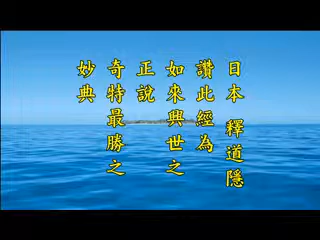 日本 釋道隱
讚此經為
如來興世之
正說
奇特最勝之
妙典